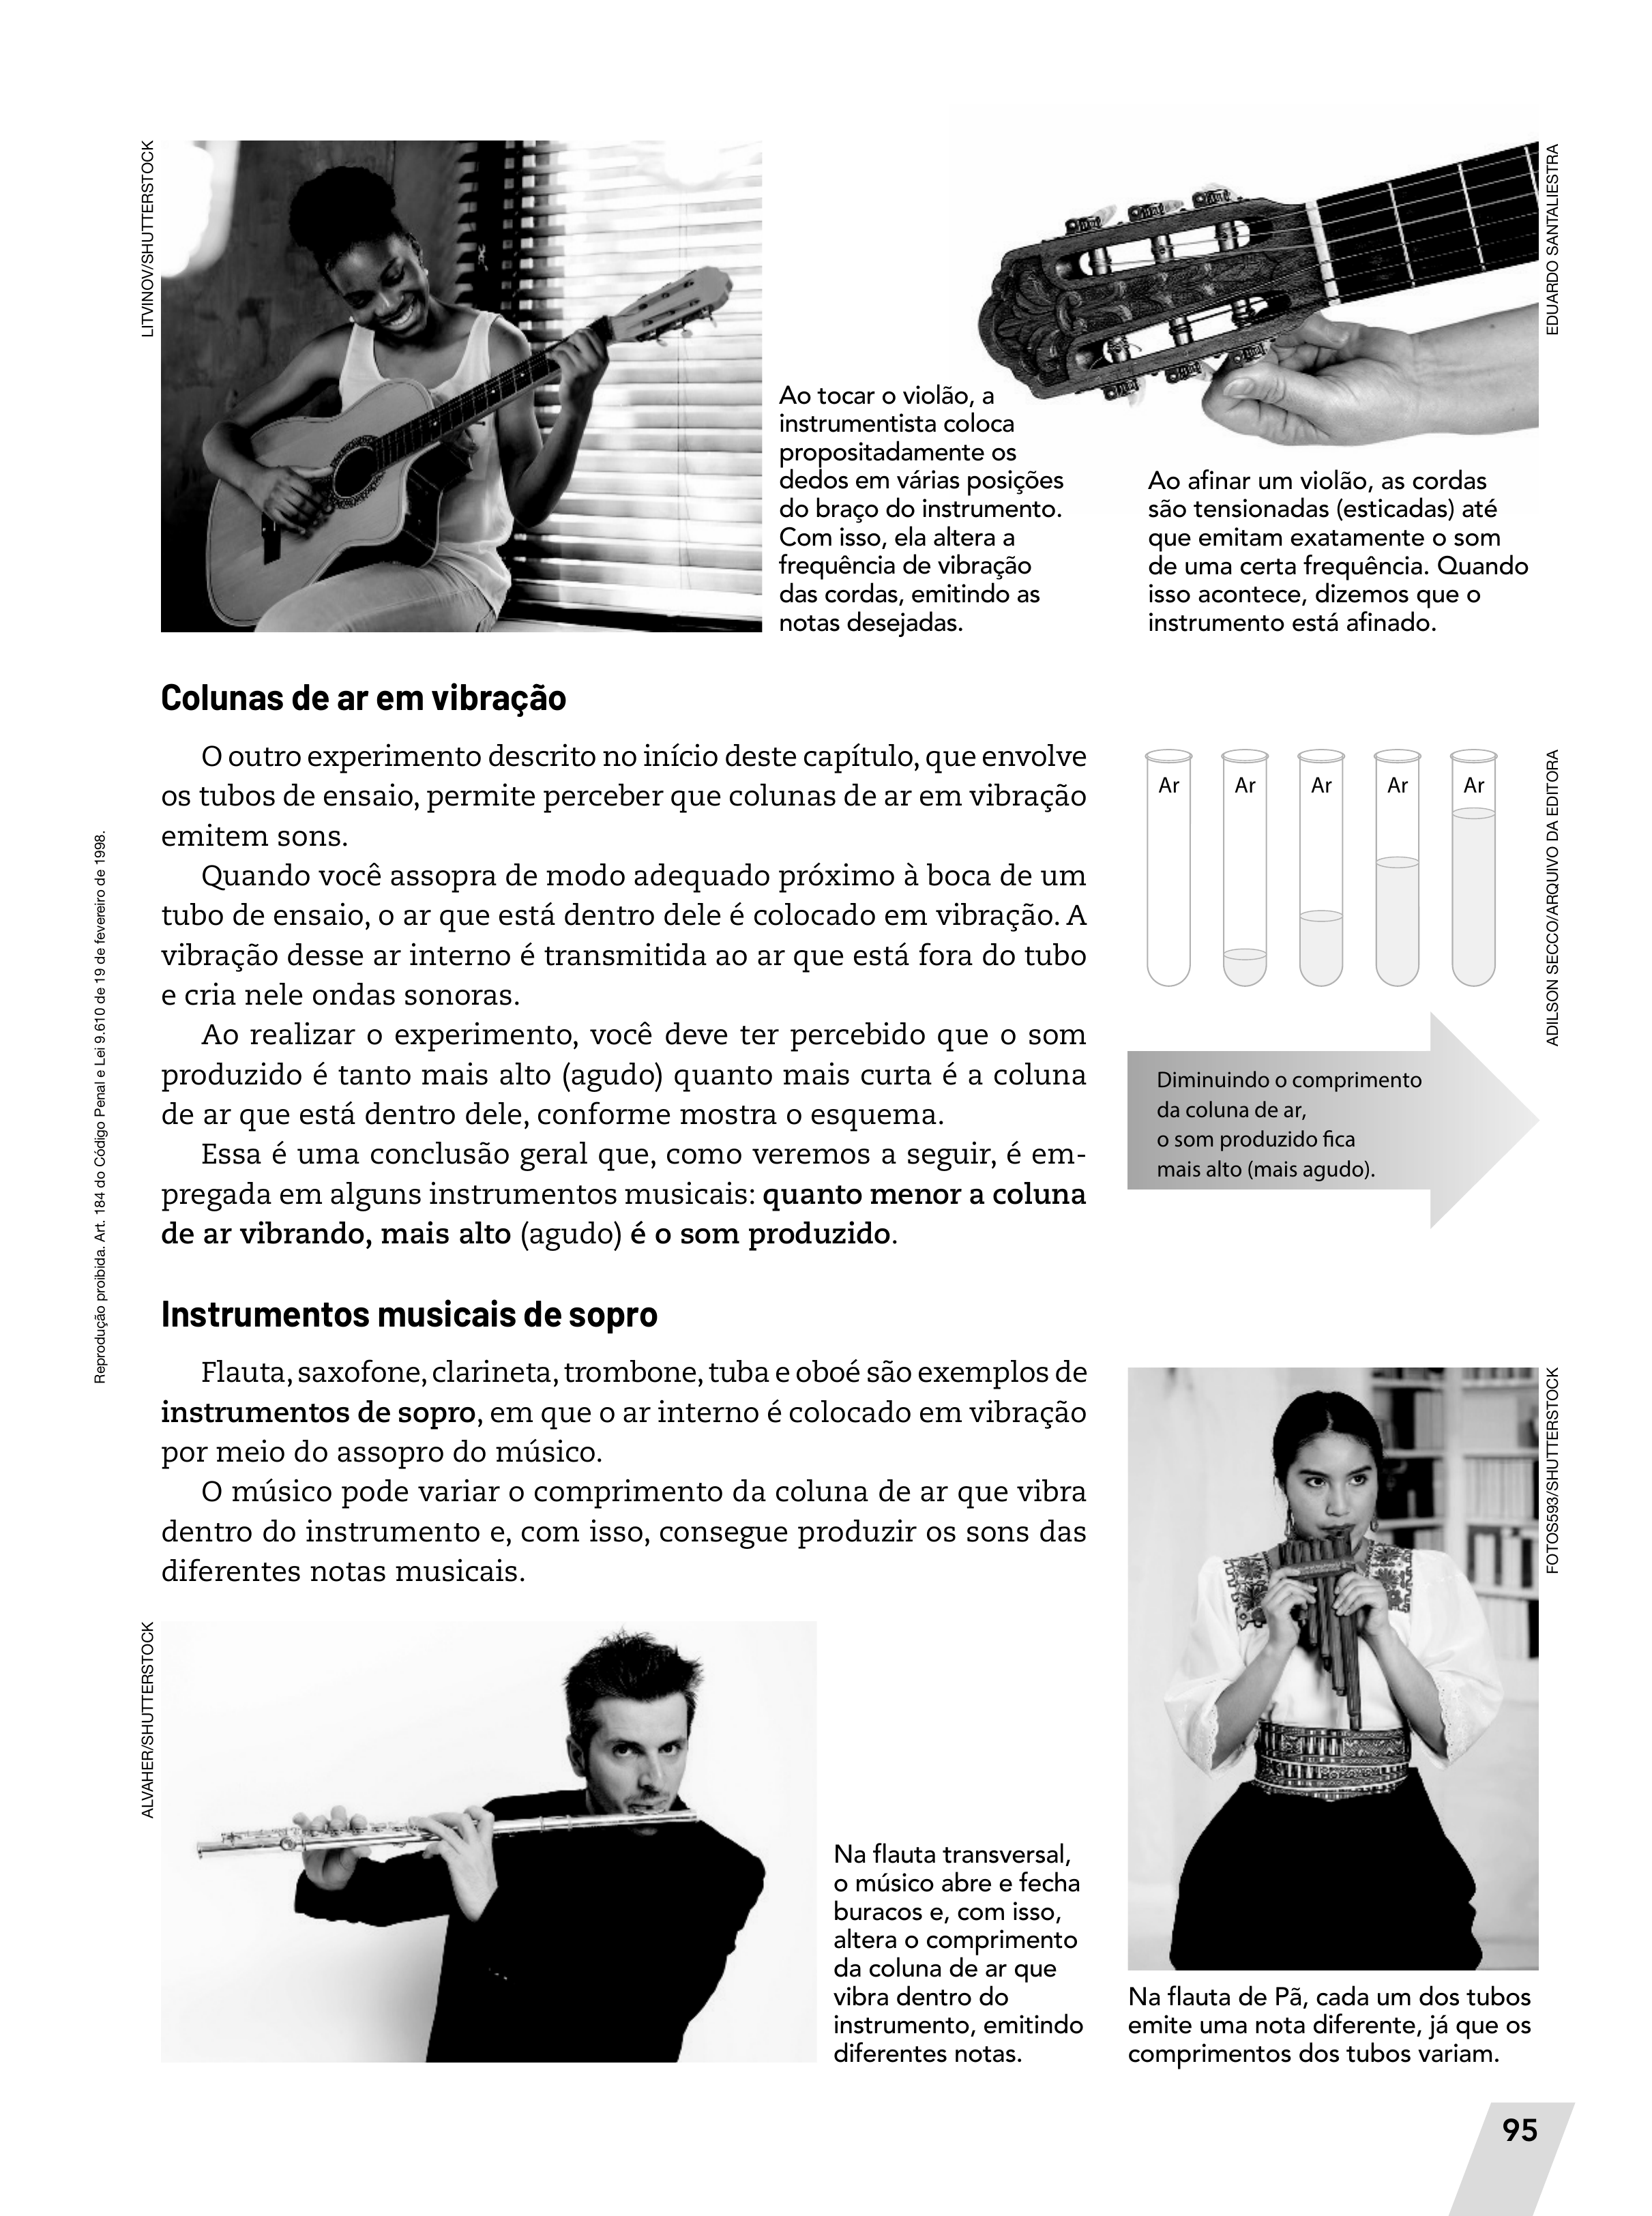 LITVINOV/SHUTTERSTOCK
EDUARDO SANTALIESTRA
Ao tocar o violão, a
instrumentista coloca
propositadamente os
dedos em várias posições
do braço do instrumento.
Com isso, ela altera a
frequência de vibração
das cordas, emitindo as
notas desejadas.
Ao afinar um violão, as cordas
são tensionadas (esticadas) até
que emitam exatamente o som
de uma certa frequência. Quando
isso acontece, dizemos que o
instrumento está afinado.
Colunas de ar em vibração
O outro experimento descrito no início deste capítulo, que envolve
os tubos de ensaio, permite perceber que colunas de ar em vibração
emitem sons.
Quando você assopra de modo adequado próximo à boca de um
tubo de ensaio, o ar que está dentro dele é colocado em vibração. A
vibração desse ar interno é transmitida ao ar que está fora do tubo
e cria nele ondas sonoras.
Ao realizar o experimento, você deve ter percebido que o som
produzido é tanto mais alto (agudo) quanto mais curta é a coluna
de ar que está dentro dele, conforme mostra o esquema.
Essa é uma conclusão geral que, como veremos a seguir, é em-
pregada em alguns instrumentos musicais: quanto menor a coluna
de ar vibrando, mais alto (agudo) é o som produzido.
Ar Ar Ar Ar Ar
ADILSON SECCO/ARQUIVO DA EDITORA
Diminuindo o comprimento
da coluna de ar,
o som produzido fica
mais alto (mais agudo).
Reprodução proibida. Art. 184 do Código Penal e Lei 9.610 de 19 de fevereiro de 1998.
Instrumentos musicais de sopro
Flauta, saxofone, clarineta, trombone, tuba e oboé são exemplos de
instrumentos de sopro, em que o ar interno é colocado em vibração
por meio do assopro do músico.
O músico pode variar o comprimento da coluna de ar que vibra
dentro do instrumento e, com isso, consegue produzir os sons das
diferentes notas musicais.
FOTOS593/SHUTTERSTOCK
ALVAHER/SHUTTERSTOCK
Na flauta transversal,
o músico abre e fecha
buracos e, com isso,
altera o comprimento
da coluna de ar que
vibra dentro do
instrumento, emitindo
diferentes notas.
Na flauta de Pã, cada um dos tubos
emite uma nota diferente, já que os
comprimentos dos tubos variam.
95